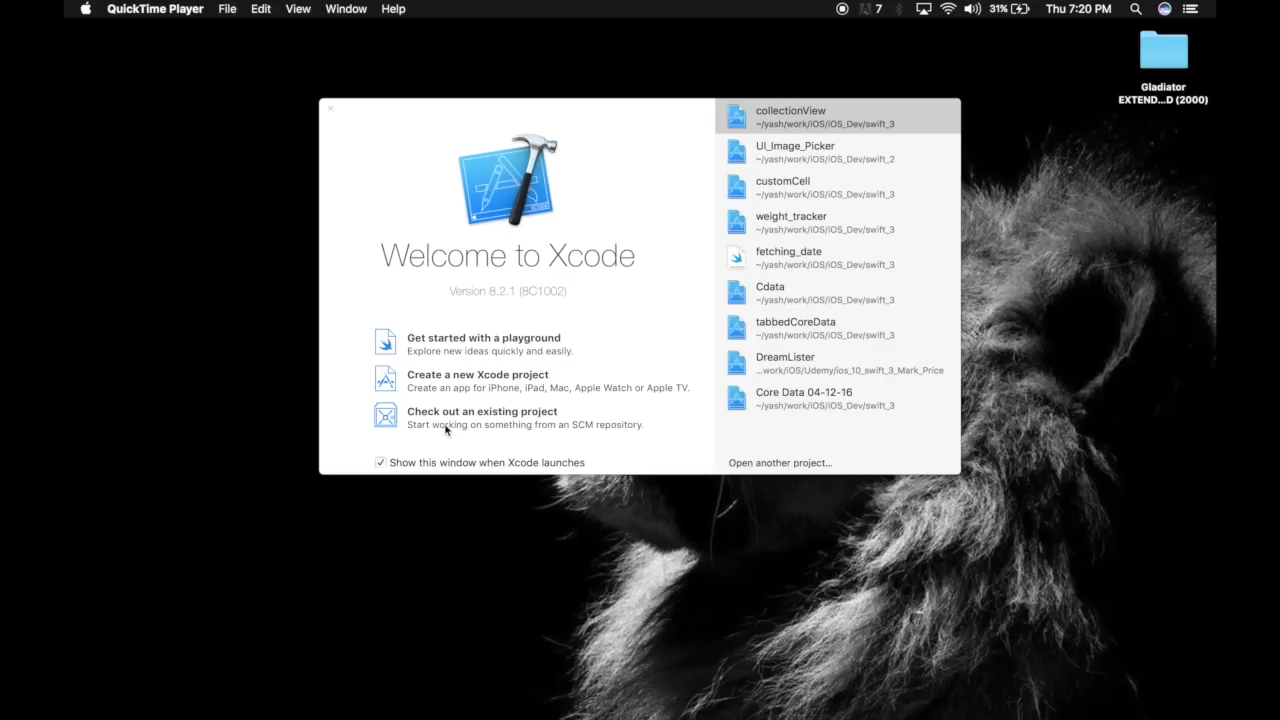 QuickTime Player File Edit View Window Help 7 31% Thu 7:20 PM
Gladiator
EXTEND...D (2000)
Welcome to Xcode
Version 8.2.1 (8C1002)
Get started with a playground
Explore new ideas quickly and easily.
Create a new Xcode project
Create an app for iPhone, iPad, Mac, Apple Watch or Apple TV.
Check out an existing project
Start working on something from an SCM repository.
Show this window when Xcode launches
collectionView
~/yash/work/iOS/iOS_Dev/swift_3
UI_Image_Picker
~/yash/work/iOS/iOS_Dev/swift_2
customCell
~/yash/work/iOS/iOS_Dev/swift_3
weight_tracker
~/yash/work/iOS/iOS_Dev/swift_3
fetching_date
~/yash/work/iOS/iOS_Dev/swift_3
Cdata
~/yash/work/iOS/iOS_Dev/swift_3
tabbedCoreData
~/yash/work/iOS/iOS_Dev/swift_3
DreamLister
...work/iOS/Udemy/ios_10_swift_3_Mark_Price
Core Data 04-12-16
~/yash/work/iOS/iOS_Dev/swift_3
Open another project...